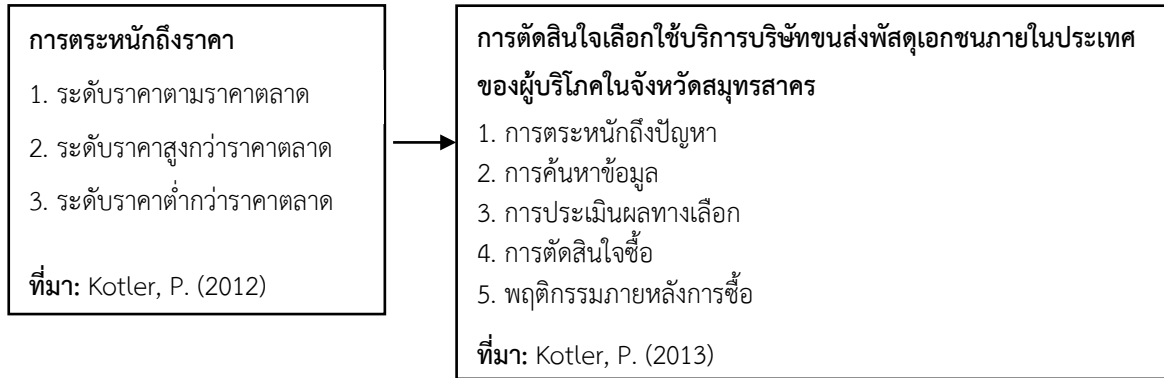 การตระหนักถึงราคา
1. ระดับราคาตามราคาตลาด
2. ระดับราคาสูงกว่าราคาตลาด
3. ระดับราคาต่ำกว่าราคาตลาด
ที่มา: Kotler, P. (2012)
การตัดสินใจเลือกใช้บริการบริษัทขนส่งพัสดุเอกชนภายในประเทศ
ของผู้บริโภคในจังหวัดสมุทรสาคร
1. การตระหนักถึงปัญหา
2. การค้นหาข้อมูล
3. การประเมินผลทางเลือก
4. การตัดสินใจซื้อ
5. พฤติกรรมภายหลังการซื้อ
ที่มา: Kotler, P. (2013)